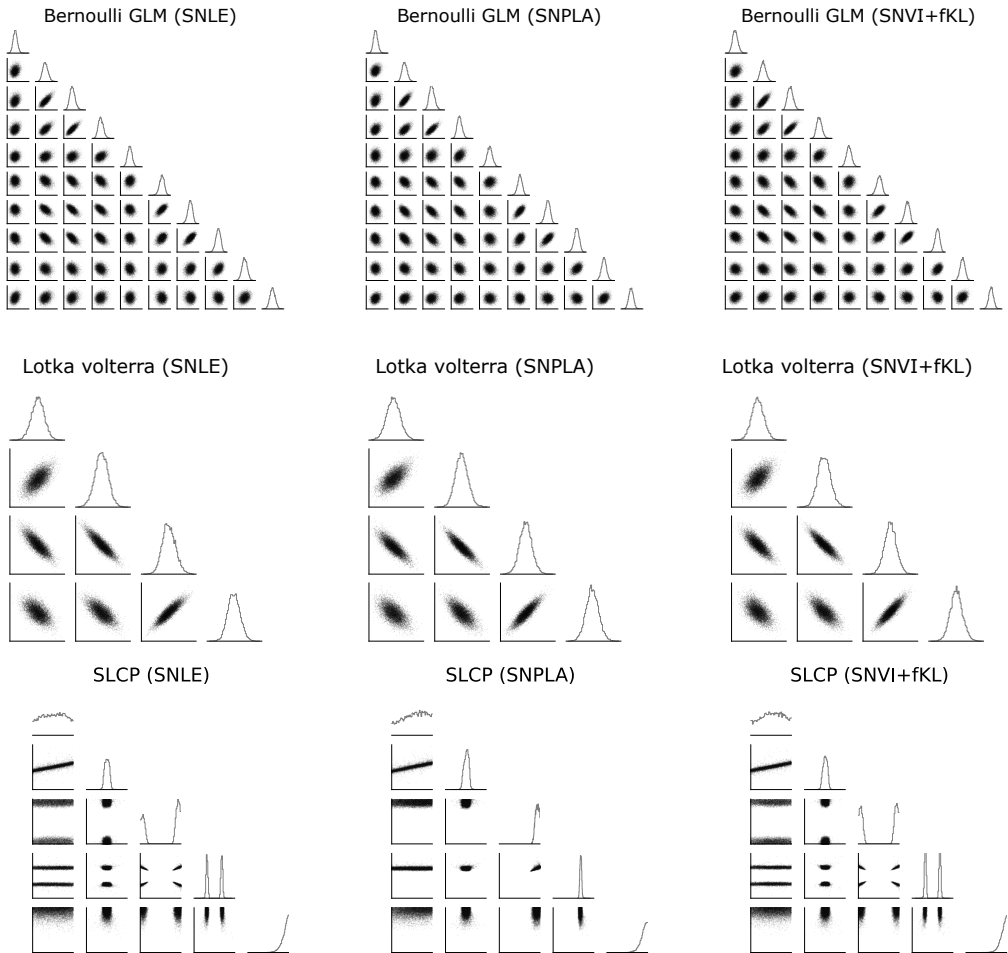 Bernoulli GLM (SNLE)
Bernoulli GLM (SNPLA)
Bernoulli GLM (SNVI+fKL)
Lotka volterra (SNLE)
Lotka volterra (SNPLA)
Lotka volterra (SNVI+fKL)
SLCP (SNLE)
SLCP (SNPLA)
SLCP (SNVI+fKL)